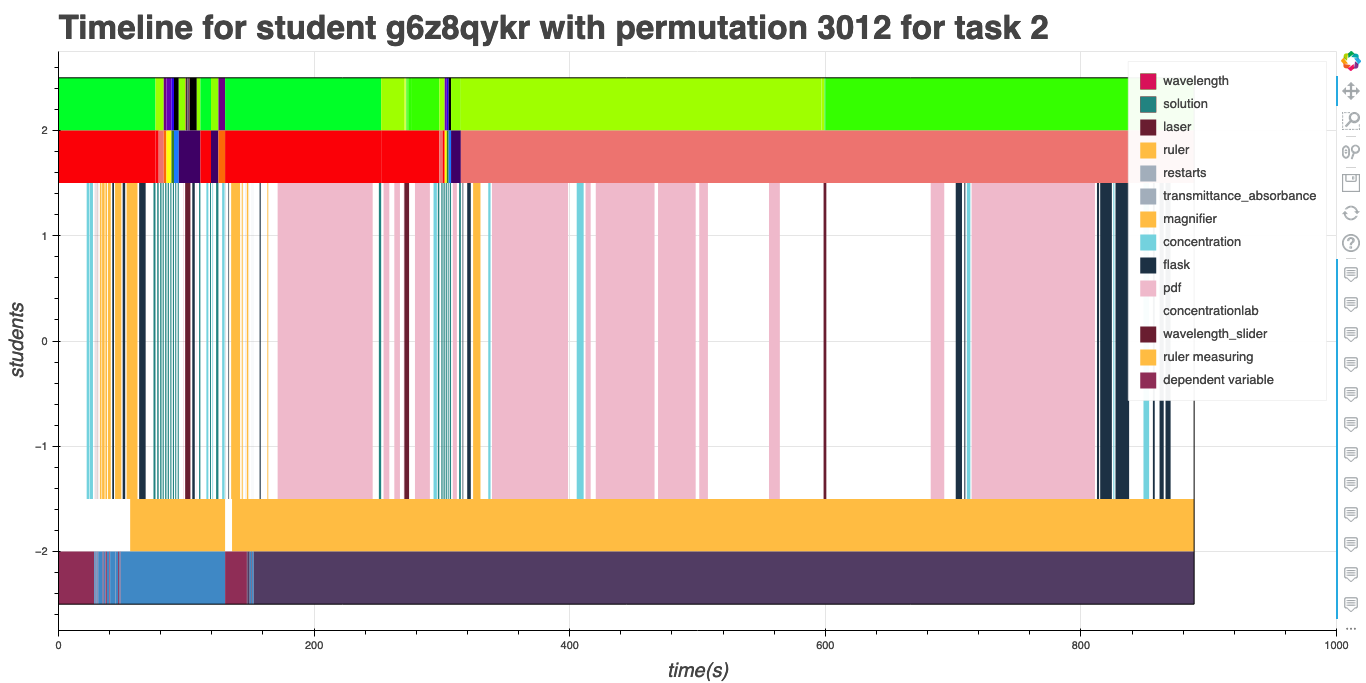 Timeline for student g6z8qykr with permutation 3012 for task 2
wavelength
solution
laser
ruler
restarts
transmittance_absorbance
magnifier
concentration
flask
pdf
concentrationlab
wavelength_slider
ruler measuring
dependent variable
students
2
1
0
−1
−2
0 200 400 600 800 1000
time(s)